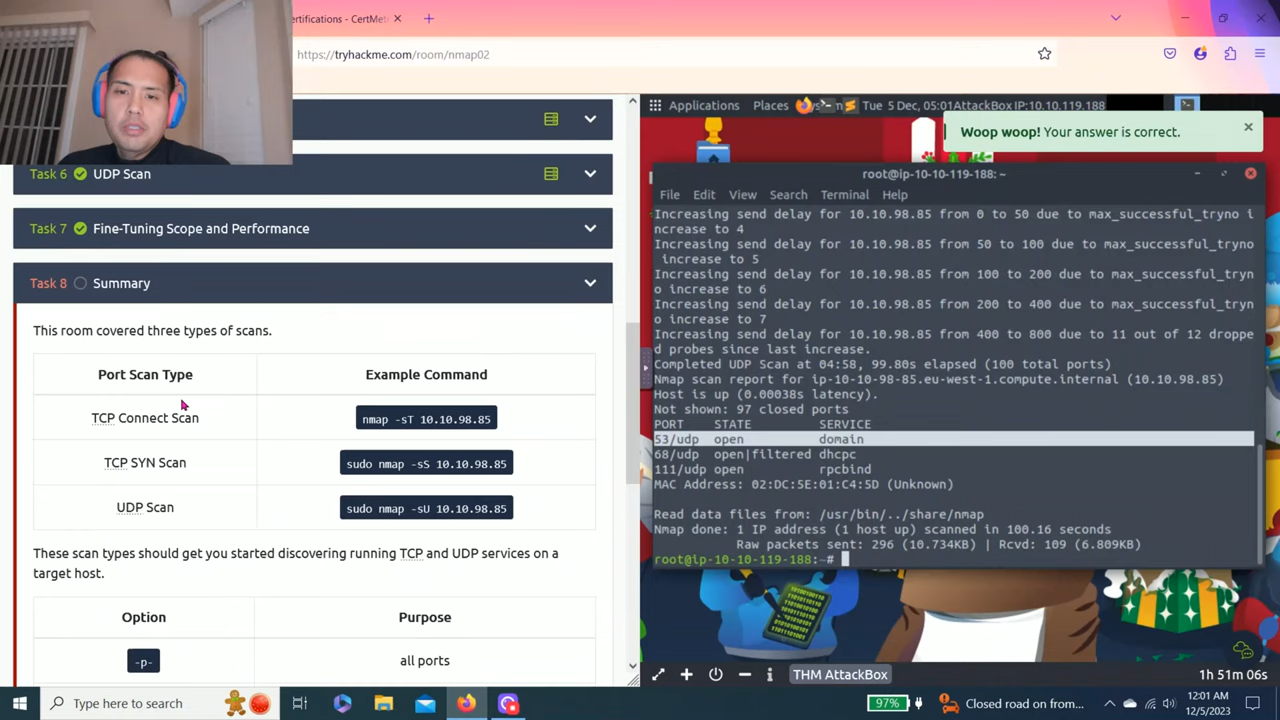 ertifications - CertMet
https://tryhackme.com/room/nmap02
Task 6 UDP Scan
Task 7 Fine-Tuning Scope and Performance
Task 8 Summary
This room covered three types of scans.
Port Scan Type Example Command
TCP Connect Scan nmap -sT 10.10.98.85
TCP SYN Scan sudo nmap -sS 10.10.98.85
UDP Scan sudo nmap -sU 10.10.98.85
These scan types should get you started discovering running TCP and UDP services on a
target host.
Option Purpose
-p- all ports
Applications Places Tue 5 Dec, 05:01 AttackBox IP:10.10.119.188
Woop woop! Your answer is correct.
root@ip-10-10-119-188: ~
File Edit View Search Terminal Help
Increasing send delay for 10.10.98.85 from 0 to 50 due to max_successful_tryno i
ncrease to 4
Increasing send delay for 10.10.98.85 from 50 to 100 due to max_successful_tryno
 increase to 5
Increasing send delay for 10.10.98.85 from 100 to 200 due to max_successful_tryn
o increase to 6
Increasing send delay for 10.10.98.85 from 200 to 400 due to max_successful_tryn
o increase to 7
Increasing send delay for 10.10.98.85 from 400 to 800 due to 11 out of 12 droppe
d probes since last increase.
Completed UDP Scan at 04:58, 99.80s elapsed (100 total ports)
Nmap scan report for ip-10-10-98-85.eu-west-1.compute.internal (10.10.98.85)
Host is up (0.00038s latency).
Not shown: 97 closed ports
PORT STATE SERVICE
53/udp open domain
68/udp open|filtered dhcpc
111/udp open rpcbind
MAC Address: 02:DC:5E:01:C4:5D (Unknown)
Read data files from: /usr/bin/../share/nmap
Nmap done: 1 IP address (1 host up) scanned in 100.16 seconds
Raw packets sent: 296 (10.734KB) | Rcvd: 109 (6.809KB)
root@ip-10-10-119-188:~#
THM AttackBox 1h 51m 06s
Type here to search
97%
Closed road on from...
12:01 AM
12/5/2023